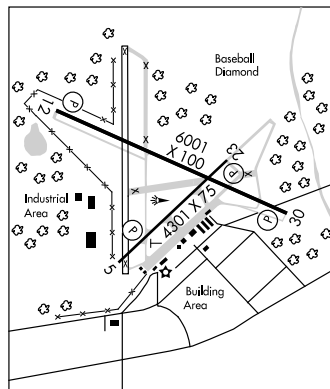 Baseball
Diamond
12
P
6001
X 100
23
P
Industrial
Area
P
4301 X 75
P
30
5
Building
Area